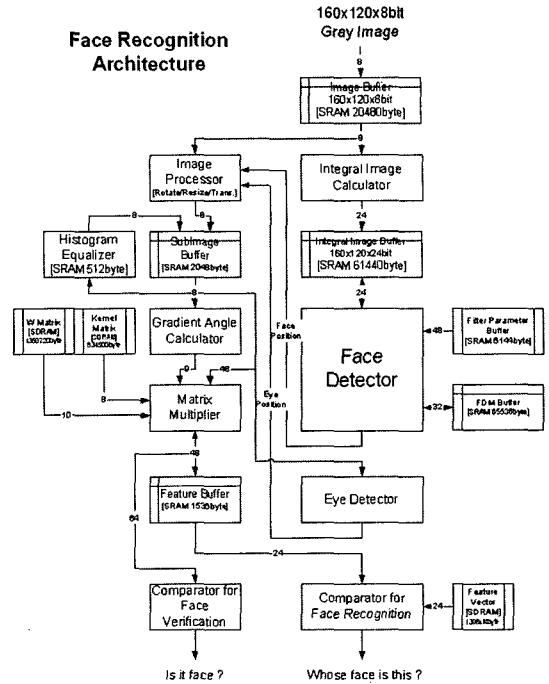 Face Recognition
Architecture
160x120x8bit
Gray Image
8
Image Buffer
160x120x8bit
[SRAM 20480byte]
8
Image
Processor
[Rotate/Resize/Trans.]
Integral Image
Calculator
8
8
24
Histogram
Equalizer
[SRAM 512byte]
SubImage
Buffer
[SRAM 2048byte]
Integral Image Buffer
160x120x24bit
[SRAM 61440byte]
8
24
W Matrix
[SDRAM]
Kernel
Matrix
[SDRAM]
Gradient Angle
Calculator
Face
Position
Face
Detector
48
Filter Parameter
Buffer
[SRAM 6144byte]
9
48
Eye
Position
8
10
Matrix
Multiplier
32
FDM Buffer
[SRAM 65536byte]
48
Feature Buffer
[SRAM 1536byte]
Eye Detector
64
24
Comparator for
Face
Verification
Comparator for
Face Recognition
24
Feature
Vector
[SDRAM]
Is it face ?
Whose face is this ?